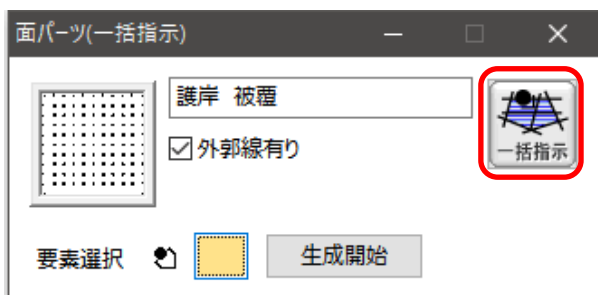 面パーツ(一括指示)
護岸 被覆
外郭線有り
一括指示
要素選択
生成開始